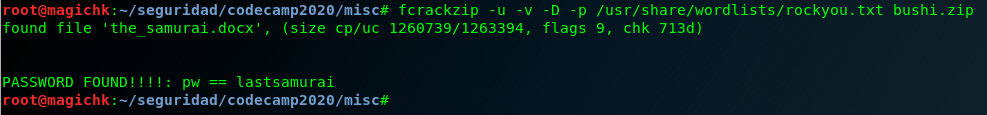 root@magichk:~/seguridad/codecamp2020/misc# fcrackzip -u -v -D -p /usr/share/wordlists/rockyou.txt bushi.zip
found file 'the_samurai.docx', (size cp/uc 1260739/1263394, flags 9, chk 713d)
PASSWORD FOUND!!!!: pw == lastsamurai
root@magichk:~/seguridad/codecamp2020/misc#